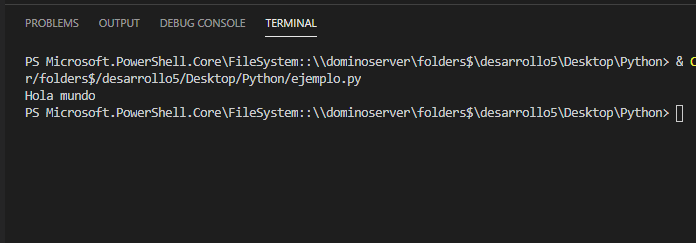 PROBLEMS OUTPUT DEBUG CONSOLE TERMINAL
PS Microsoft.PowerShell.Core\FileSystem::\\dominoserver\folders$\desarrollo5\Desktop\Python> & C
r/folders$/desarrollo5/Desktop/Python/ejemplo.py
Hola mundo
PS Microsoft.PowerShell.Core\FileSystem::\\dominoserver\folders$\desarrollo5\Desktop\Python>